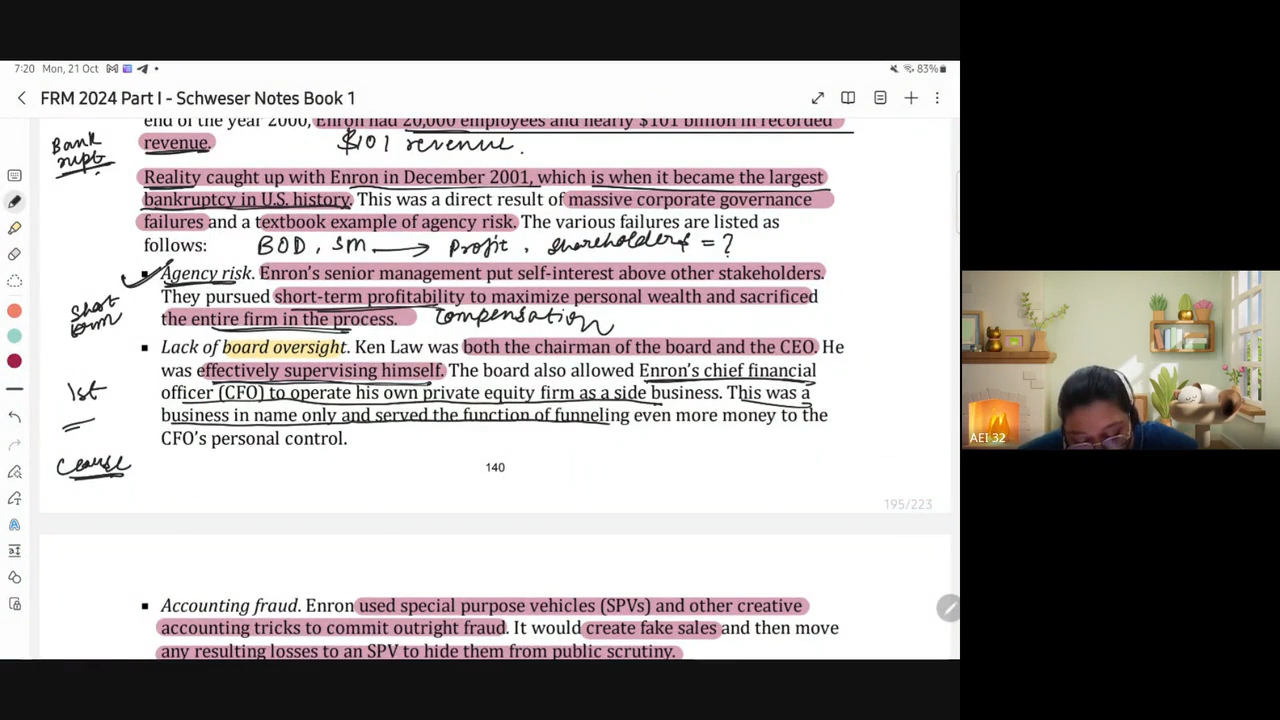 7:20 Mon, 21 Oct
83%
FRM 2024 Part I - Schweser Notes Book 1
end of the year 2000, Enron had 20,000 employees and nearly $101 billion in recorded
revenue.
$101 revenue.
Bank
rupt
Reality caught up with Enron in December 2001, which is when it became the largest
bankruptcy in U.S. history. This was a direct result of massive corporate governance
failures and a textbook example of agency risk. The various failures are listed as
follows:
BOD, SM → Profit, shareholders = ?
▪ Agency risk. Enron's senior management put self-interest above other stakeholders.
They pursued short-term profitability to maximize personal wealth and sacrificed
the entire firm in the process.
compensation
short
term
▪ Lack of board oversight. Ken Law was both the chairman of the board and the CEO. He
was effectively supervising himself. The board also allowed Enron's chief financial
officer (CFO) to operate his own private equity firm as a side business. This was a
business in name only and served the function of funneling even more money to the
CFO's personal control.
1st
cause
140
195/223
▪ Accounting fraud. Enron used special purpose vehicles (SPVs) and other creative
accounting tricks to commit outright fraud. It would create fake sales and then move
any resulting losses to an SPV to hide them from public scrutiny.
AEI 32